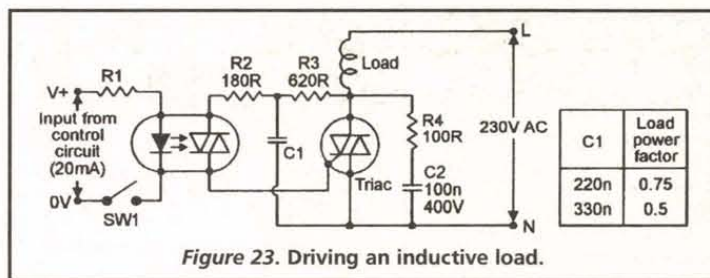 L
R2
180R
R3
620R
Load
R1
V+
Input from
control
circuit
(20mA)
0V
SW1
C1
R4
100R
C2
100n
400V
Triac
230V AC
N
C1
Load
power
factor
220n
0.75
330n
0.5
Figure 23. Driving an inductive load.